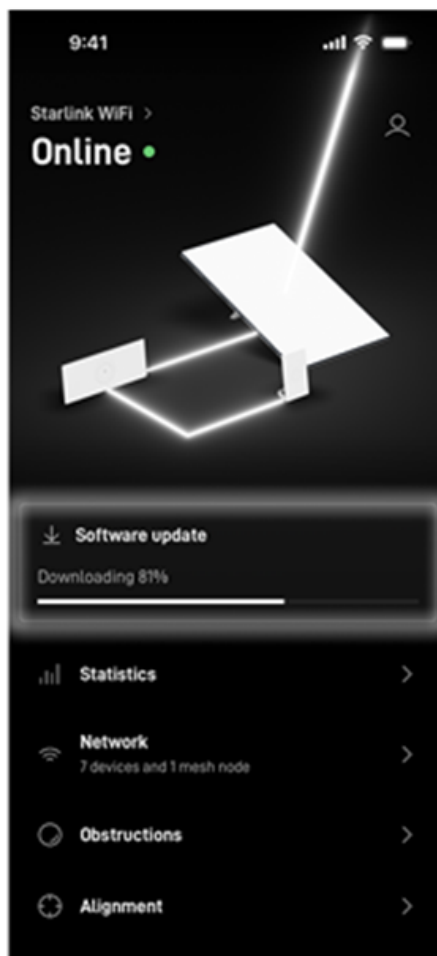 9:41
Starlink WiFi >
Online
Software update
Downloading 81%
Statistics
Network
7 devices and 1 mesh node
Obstructions
Alignment